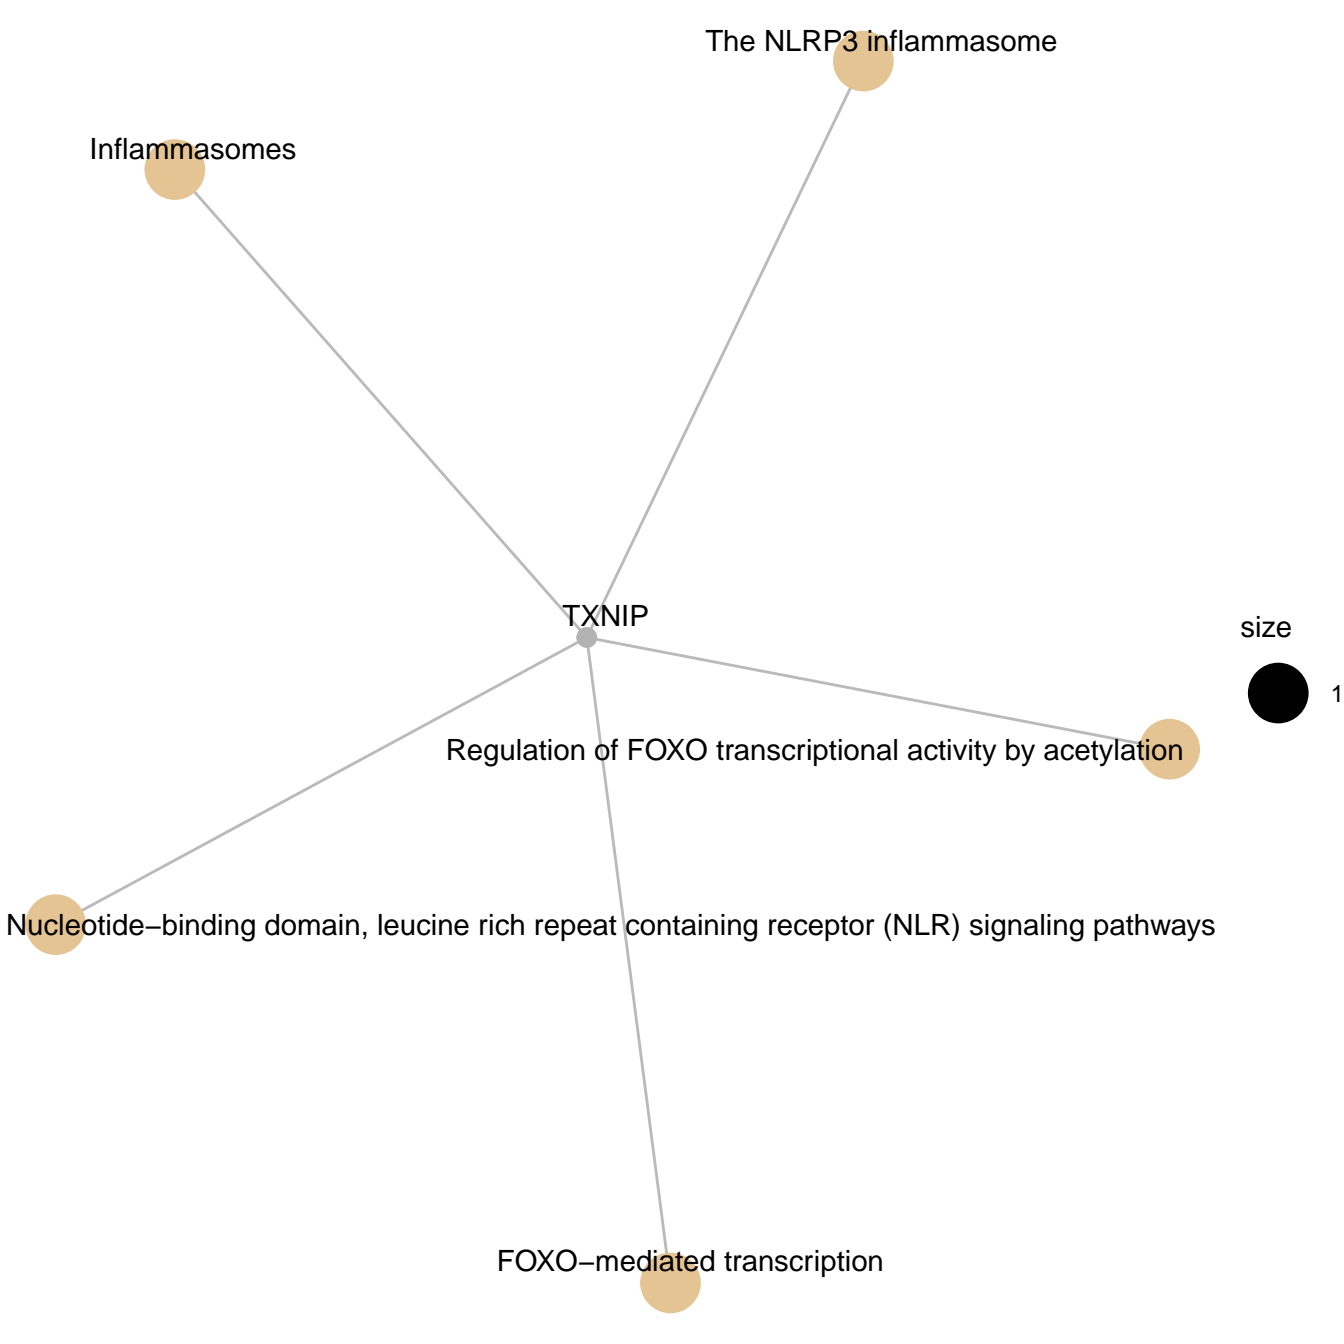 The NLRP3 inflammasome
Inflammasomes
TXNIP
size
1
Regulation of FOXO transcriptional activity by acetylation
Nucleotide−binding domain, leucine rich repeat containing receptor (NLR) signaling pathways
FOXO−mediated transcription